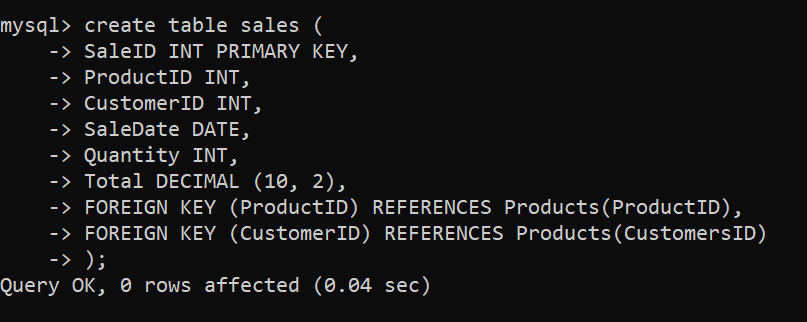 mysql> create table sales (
    -> SaleID INT PRIMARY KEY,
    -> ProductID INT,
    -> CustomerID INT,
    -> SaleDate DATE,
    -> Quantity INT,
    -> Total DECIMAL (10, 2),
    -> FOREIGN KEY (ProductID) REFERENCES Products(ProductID),
    -> FOREIGN KEY (CustomerID) REFERENCES Products(CustomersID)
    -> );
Query OK, 0 rows affected (0.04 sec)